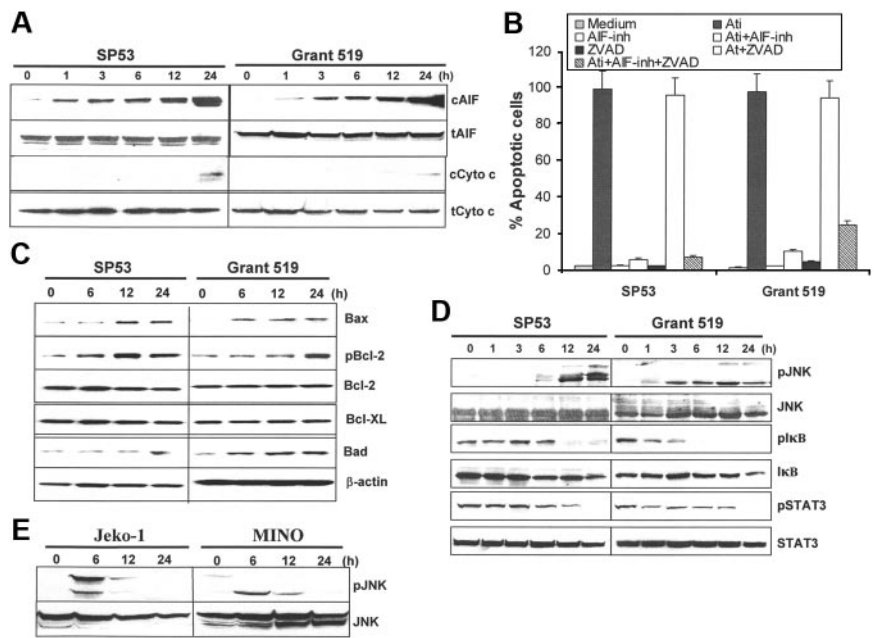 A
SP53 Grant 519
0 1 3 6 12 24 0 1 3 6 12 24 (h)
cAIF
tAIF
cCyto c
tCyto c
B
Medium Ati
AIF-inh Ati+AIF-inh
ZVAD At+ZVAD
Ati+AIF-inh+ZVAD
% Apoptotic cells
120
100
80
60
40
20
0
SP53 Grant 519
C
SP53 Grant 519
0 6 12 24 0 6 12 24 (h)
Bax
pBcl-2
Bcl-2
Bcl-XL
Bad
β-actin
D
SP53 Grant 519
0 1 3 6 12 24 0 1 3 6 12 24 (h)
pJNK
JNK
pIκB
IκB
pSTAT3
STAT3
E
Jeko-1 MINO
0 6 12 24 0 6 12 24 (h)
pJNK
JNK